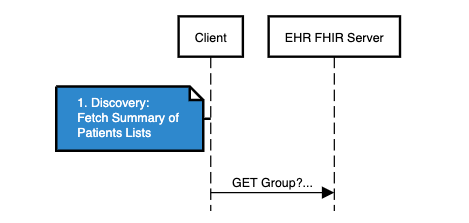 Client
EHR FHIR Server
1. Discovery:
Fetch Summary of
Patients Lists
GET Group?...